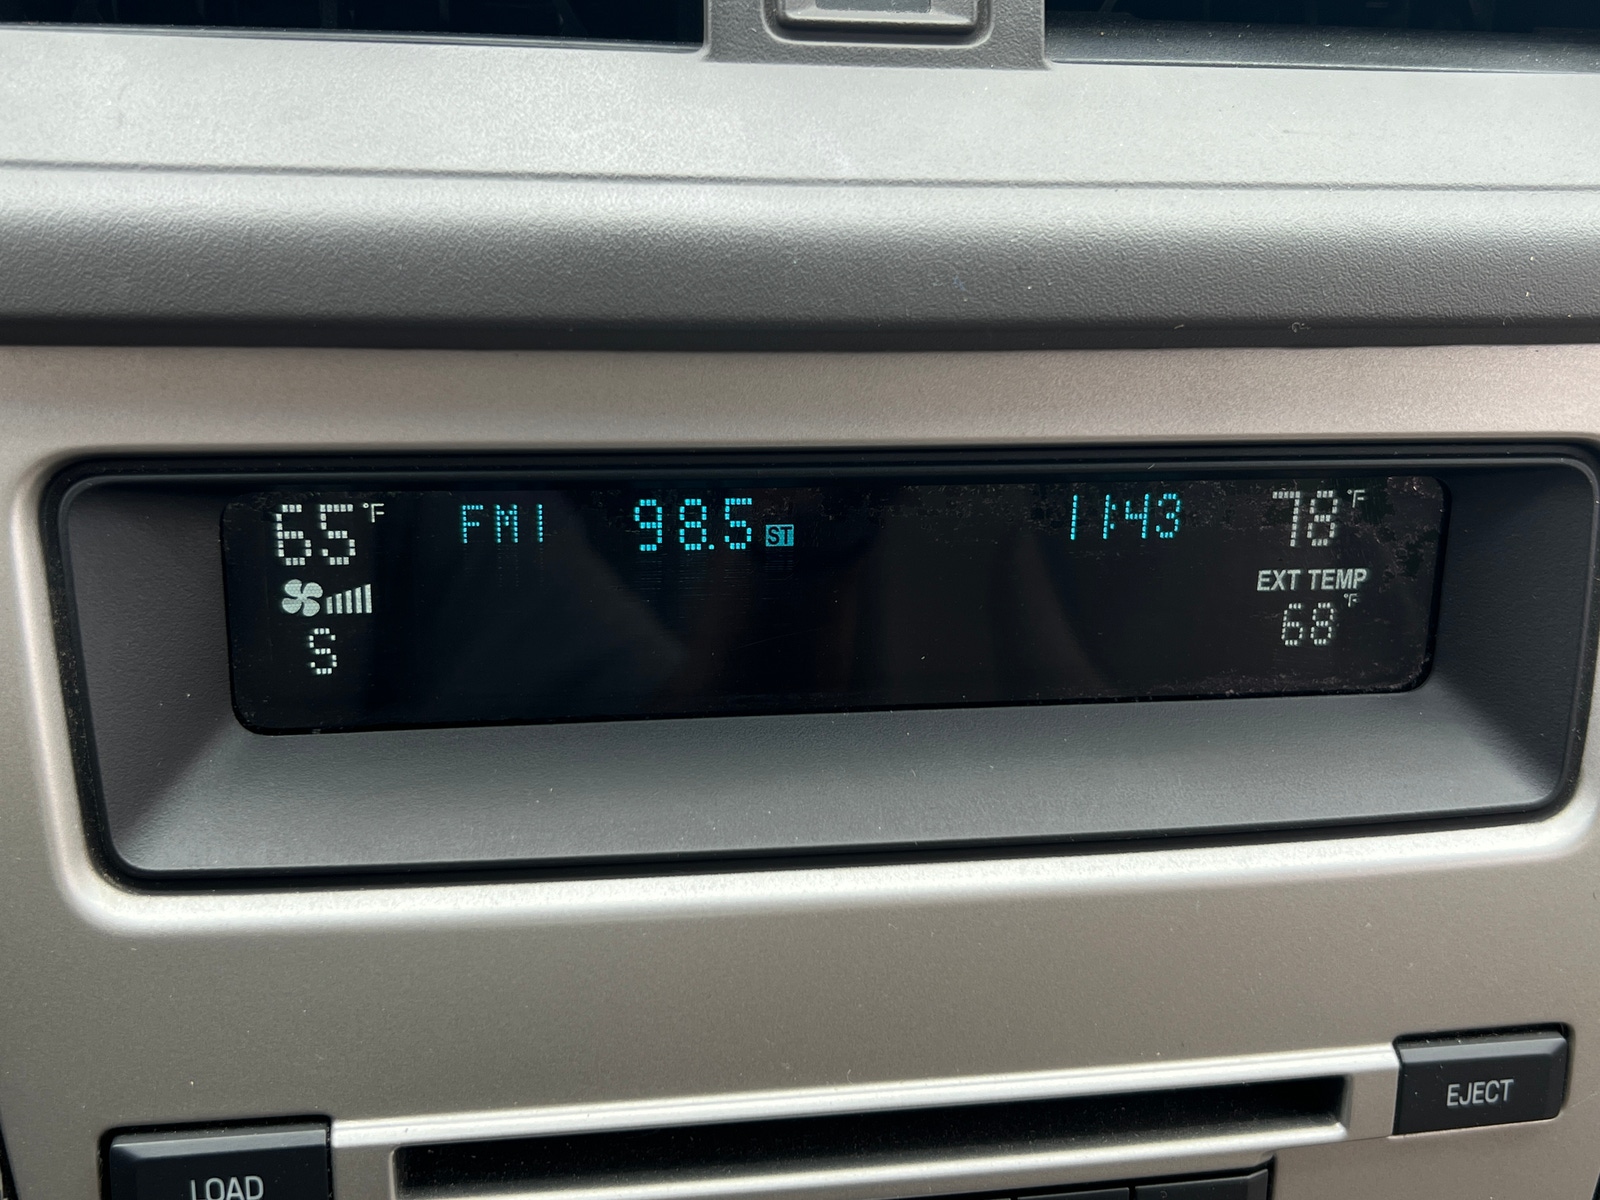 65°F FM1 98.5 ST 11:43 78°F
EXT TEMP
S 68°F
EJECT
LOAD